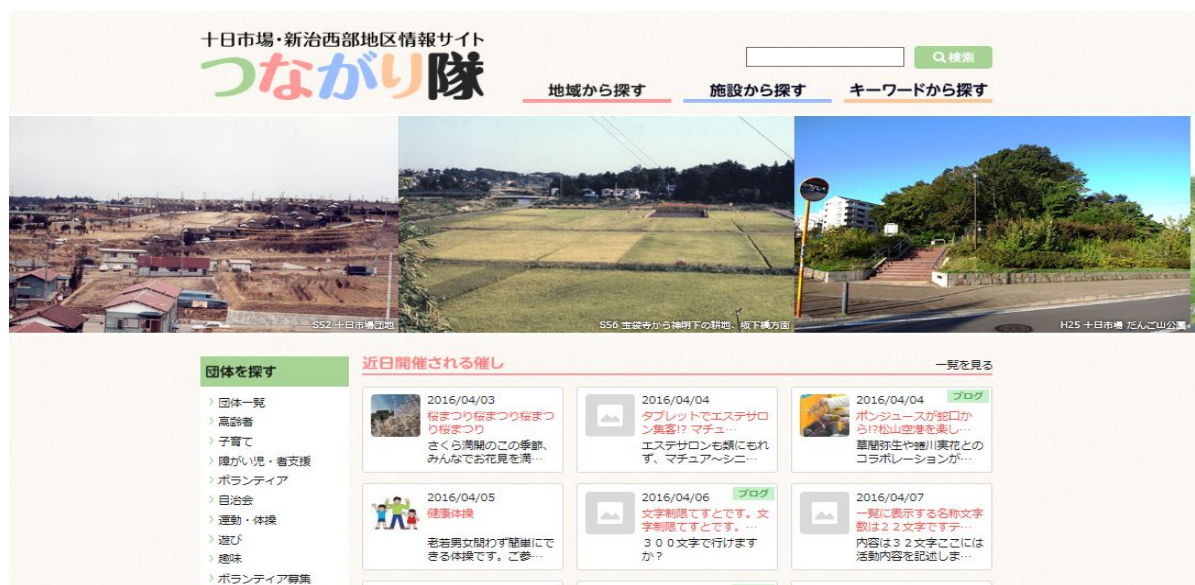 十日市場・新治西部地区情報サイト
つながり隊
検索
地域から探す
施設から探す
キーワードから探す
S52 十日市場団地
S56 宝袋寺から神明下の耕地、坂下橋方面
H25 十日市場 だんご山公園
団体を探す
団体一覧
高齢者
子育て
障がい児・者支援
ボランティア
自治会
運動・体操
遊び
趣味
ボランティア募集
近日開催される催し
一覧を見る
2016/04/03
桜まつり桜まつり桜まつ
り桜まつり
さくら満開のこの季節、
みんなでお花見を満…
2016/04/04
タブレットでエステサロ
ン集客!? マチュ…
エステサロンも類にもれ
ず、マチュア～シニ…
2016/04/04
ブログ
ポンジュースが蛇口か
ら!?松山空港を楽し…
草間弥生や蜷川実花との
コラボレーションが…
2016/04/05
健康体操
老若男女問わず簡単にで
きる体操です。ご参…
2016/04/06
ブログ
文字制限てすとです。文
字制限てすとです。…
３００文字で行けます
か？
2016/04/07
一覧に表示する名称文字
数は２２文字ですテ…
内容は３２文字ここには
活動内容を記述しま…